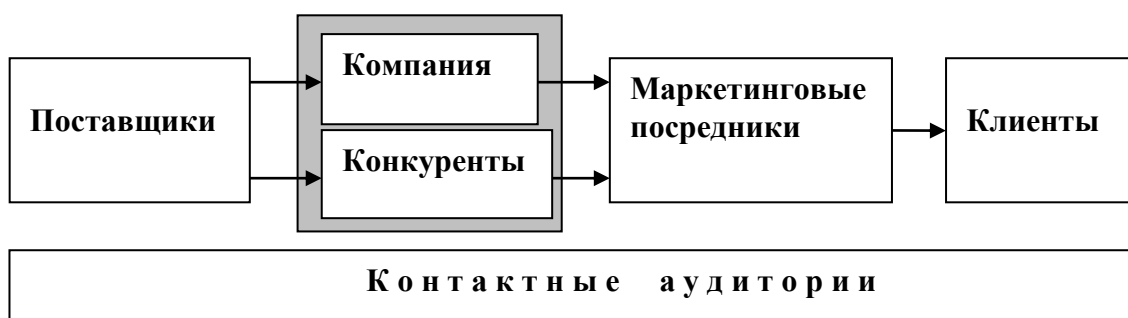 Поставщики
Компания
Конкуренты
Маркетинговые
посредники
Клиенты
Контактные аудитории